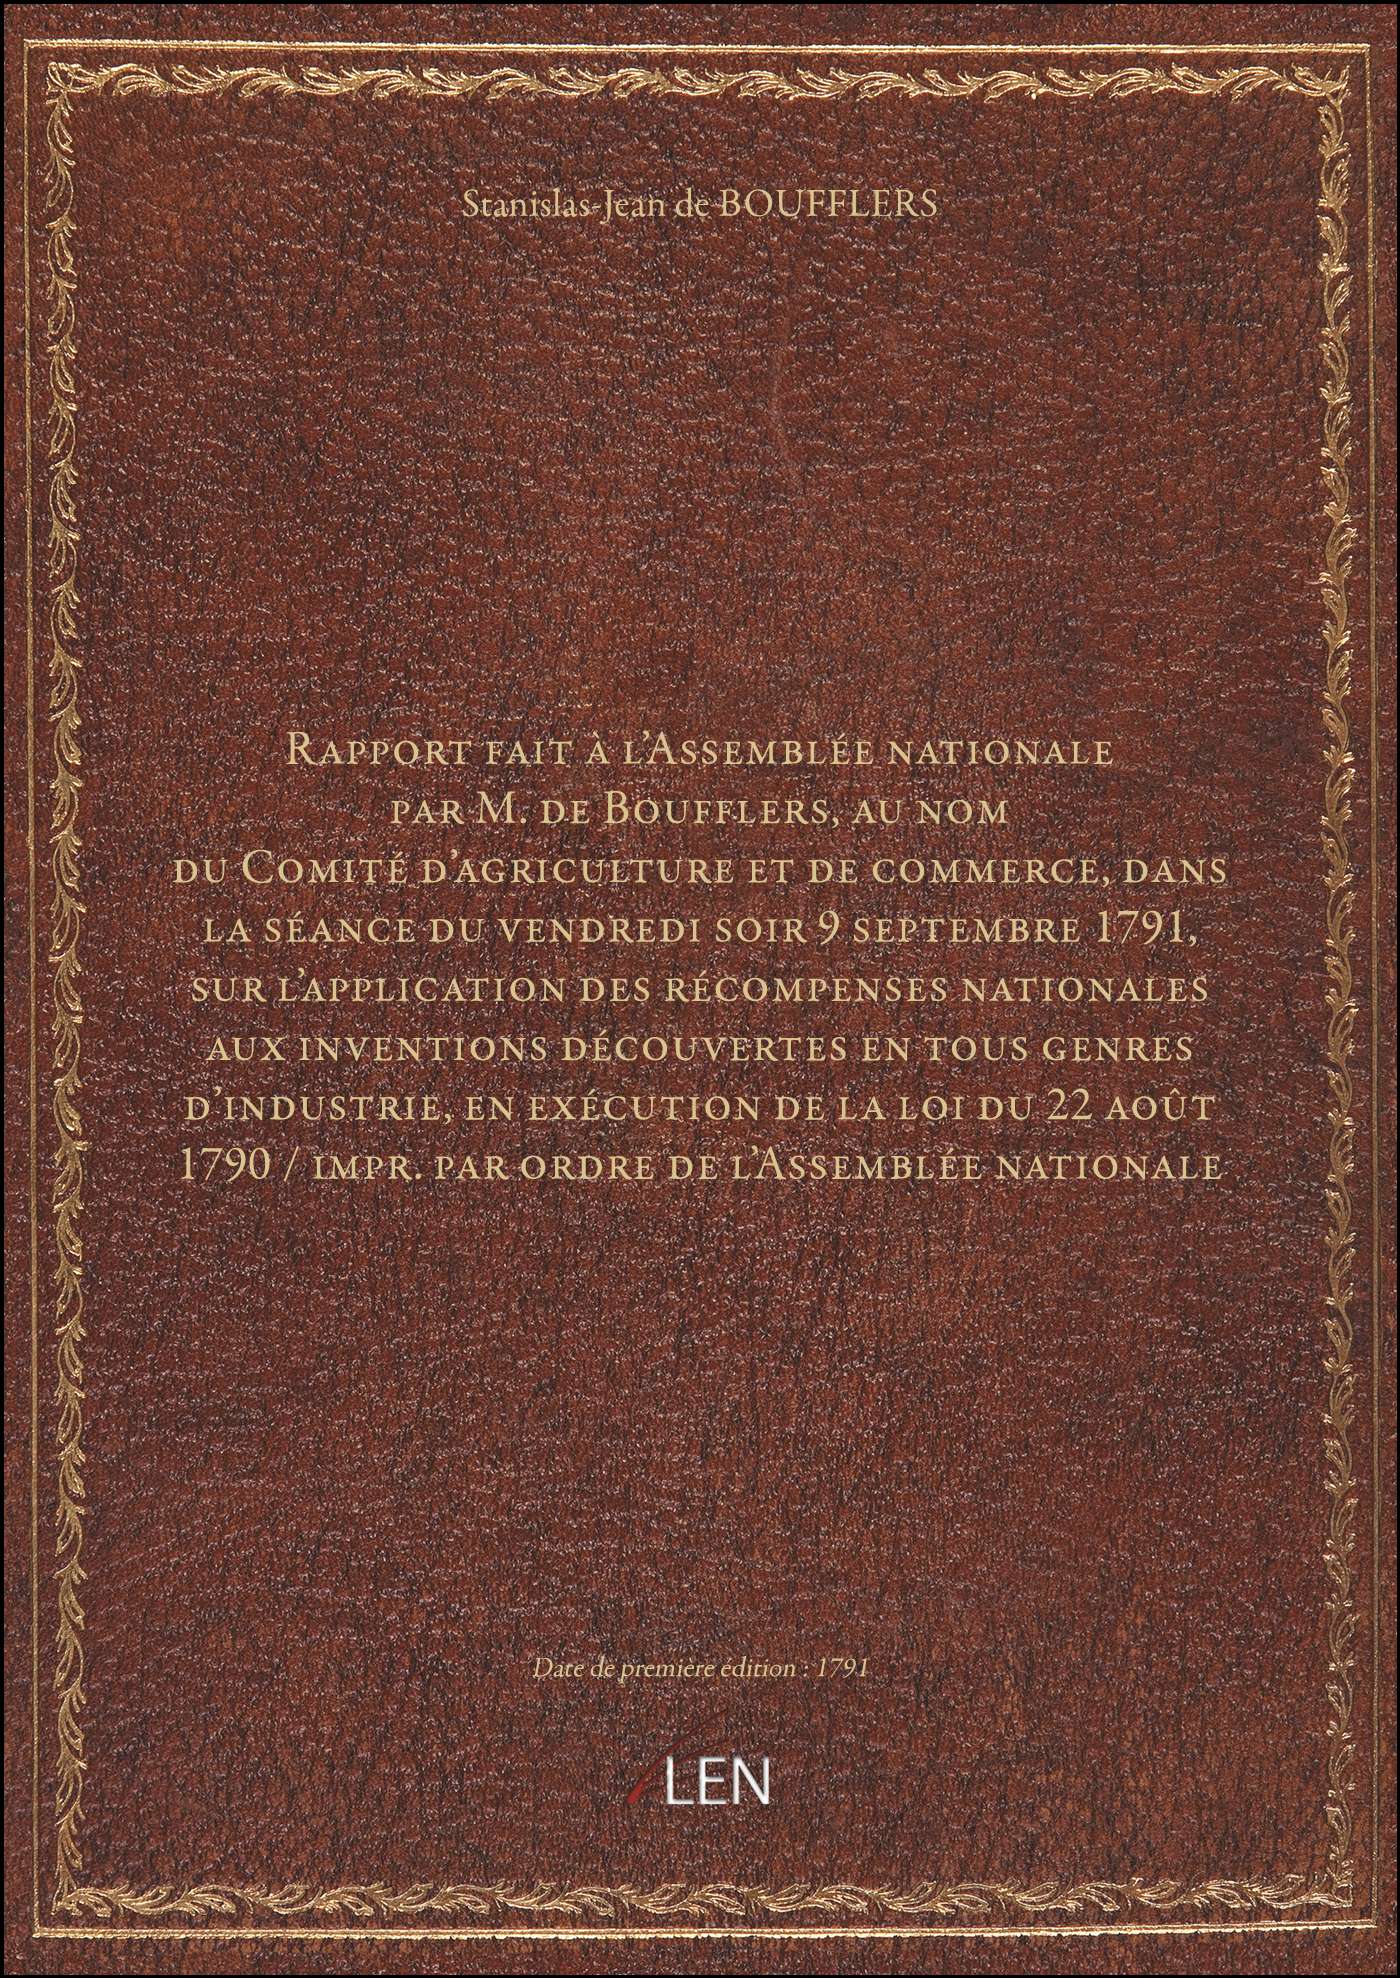 Stanislas-Jean de BOUFFLERS
Rapport fait à l'Assemblée nationale
par M. de Boufflers, au nom
du Comité d'agriculture et de commerce, dans
la séance du vendredi soir 9 septembre 1791,
sur l'application des récompenses nationales
aux inventions découvertes en tous genres
d'industrie, en exécution de la loi du 22 août
1790 / impr. par ordre de l'Assemblée nationale
Date de première édition : 1791
LEN